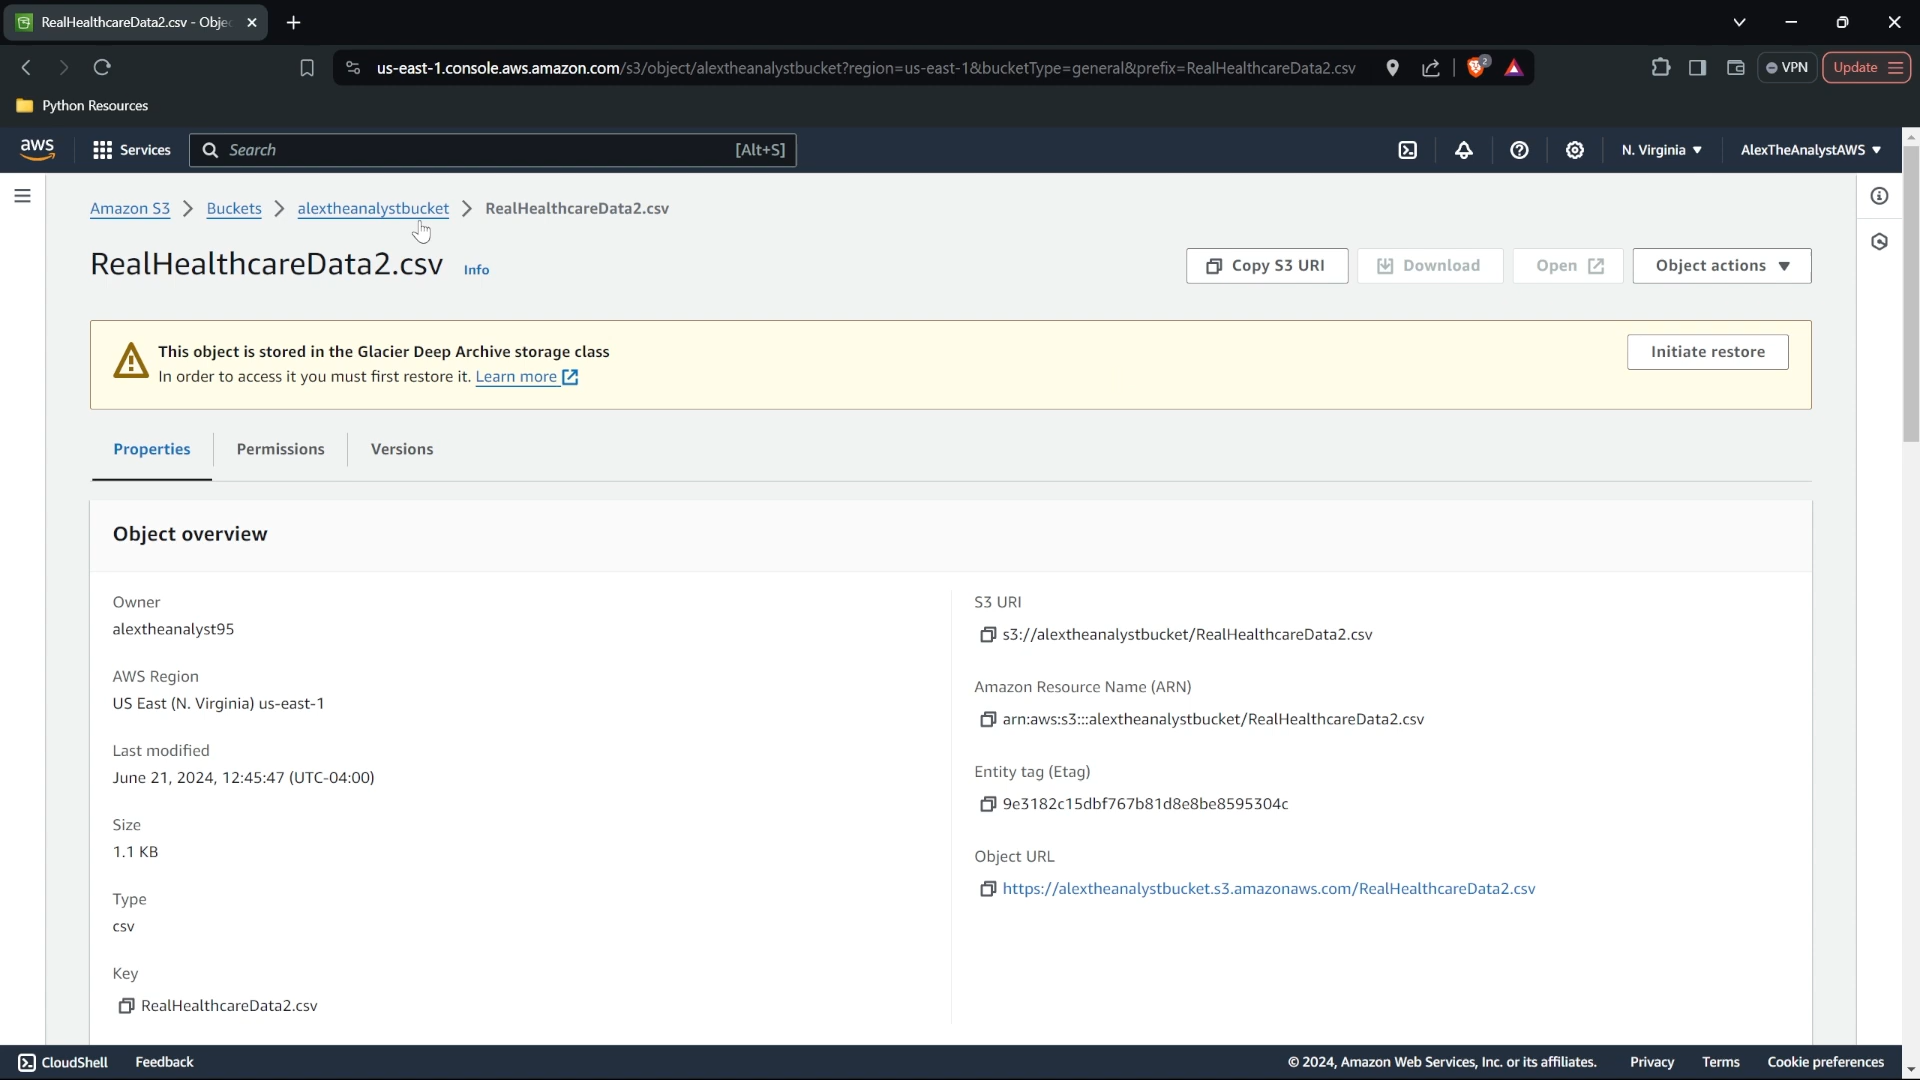 RealHealthcareData2.csv - Obje
us-east-1.console.aws.amazon.com/s3/object/alextheanalystbucket?region=us-east-1&bucketType=general&prefix=RealHealthcareData2.csv
2
VPN
Update
Python Resources
aws
Services
Search
[Alt+S]
N. Virginia
AlexTheAnalystAWS
Amazon S3 > Buckets > alextheanalystbucket > RealHealthcareData2.csv
RealHealthcareData2.csv Info
Copy S3 URI
Download
Open
Object actions
This object is stored in the Glacier Deep Archive storage class
In order to access it you must first restore it. Learn more
Initiate restore
Properties
Permissions
Versions
Object overview
Owner
alextheanalyst95
AWS Region
US East (N. Virginia) us-east-1
Last modified
June 21, 2024, 12:45:47 (UTC-04:00)
Size
1.1 KB
Type
csv
Key
RealHealthcareData2.csv
S3 URI
s3://alextheanalystbucket/RealHealthcareData2.csv
Amazon Resource Name (ARN)
arn:aws:s3:::alextheanalystbucket/RealHealthcareData2.csv
Entity tag (Etag)
9e3182c15dbf767b81d8e8be8595304c
Object URL
https://alextheanalystbucket.s3.amazonaws.com/RealHealthcareData2.csv
CloudShell
Feedback
© 2024, Amazon Web Services, Inc. or its affiliates.
Privacy
Terms
Cookie preferences